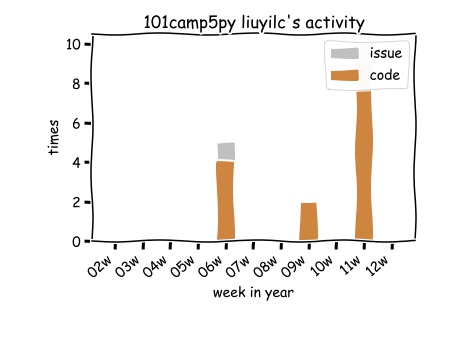 101camp5py liuyilc's activity
issue
code
times
10
8
6
4
2
0
02w 03w 04w 05w 06w 07w 08w 09w 10w 11w 12w
week in year